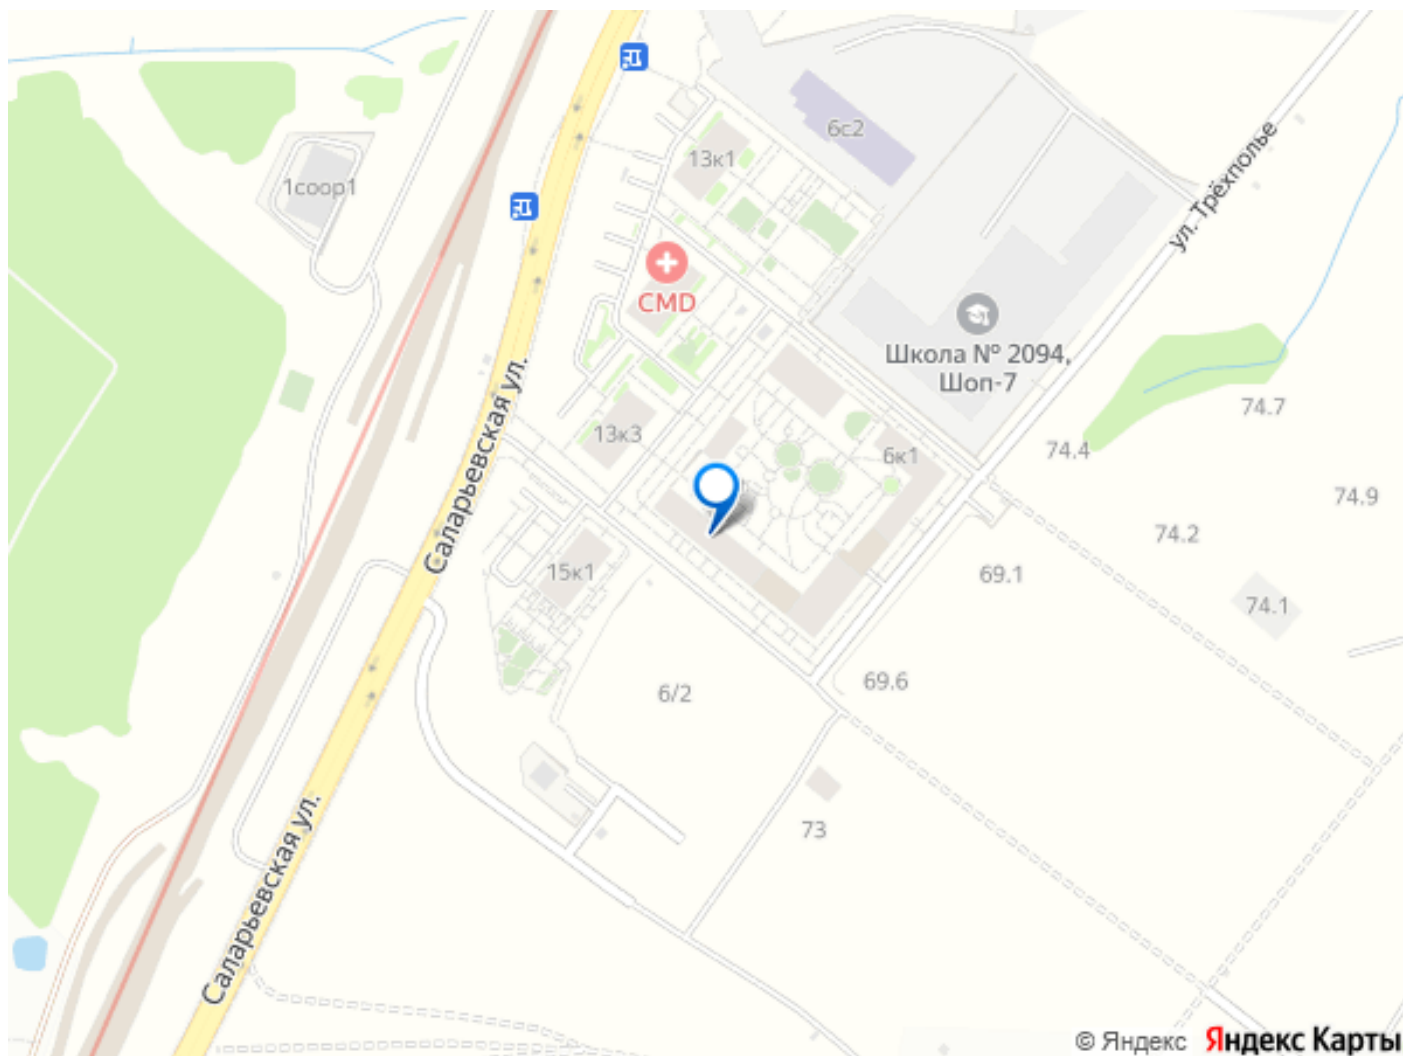 6с2
13к1
ул. Трёхполье
1соор1
CMD
Школа № 2094,
Шоп-7
Саларьевская ул.
13к3
6к1
74.7
74.4
74.9
74.2
15к1
69.1
74.1
69.6
6/2
73
Саларьевская ул.
© Яндекс Яндекс Карты